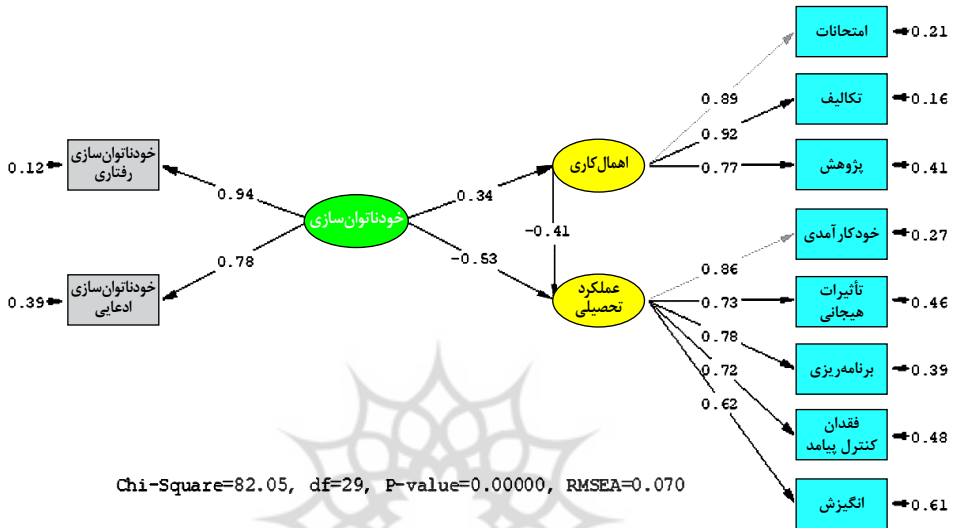 امتحانات
0.21
0.89
تکالیف
0.16
0.92
پژوهش
0.41
0.77
اهمال‌کاری
خودناتوان‌سازی
رفتاری
0.12
0.94
خودناتوان‌سازی
0.34
-0.41
-0.53
خودناتوان‌سازی
ادعایی
0.39
0.78
عملکرد
تحصیلی
خودکارآمدی
0.27
0.86
تأثیرات
هیجانی
0.46
0.73
برنامه‌ریزی
0.39
0.78
فقدان
کنترل پیامد
0.48
0.72
انگیزش
0.61
0.62
Chi-Square=82.05, df=29, P-value=0.00000, RMSEA=0.070